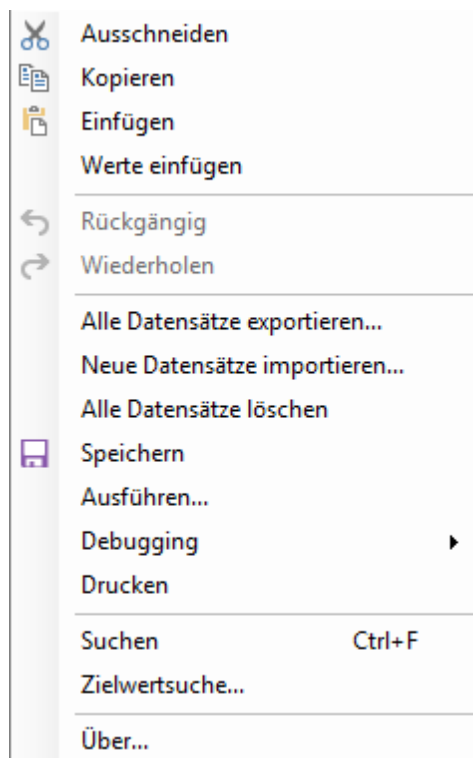 Ausschneiden
Kopieren
Einfügen
Werte einfügen
Rückgängig
Wiederholen
Alle Datensätze exportieren...
Neue Datensätze importieren...
Alle Datensätze löschen
Speichern
Ausführen...
Debugging
Drucken
Suchen Ctrl+F
Zielwertsuche...
Über...